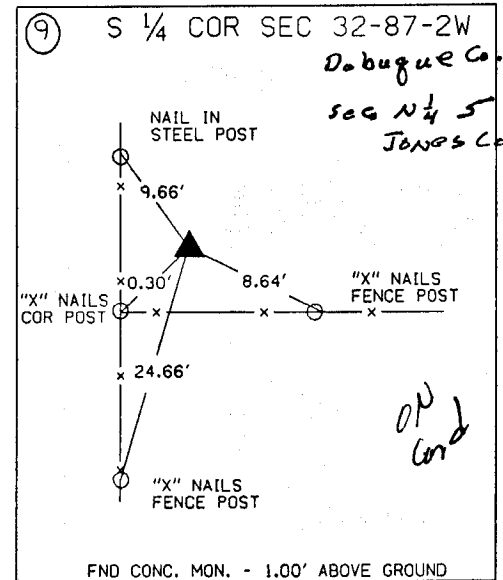 9 S 1/4 COR SEC 32-87-2W
Dubuque Co.
Sec N 1/4 5
Jones Co
NAIL IN
STEEL POST
9.66'
0.30'
8.64'
"X" NAILS
COR POST
"X" NAILS
FENCE POST
24.66'
ON
"X" NAILS
FENCE POST
FND CONC. MON. - 1.00' ABOVE GROUND